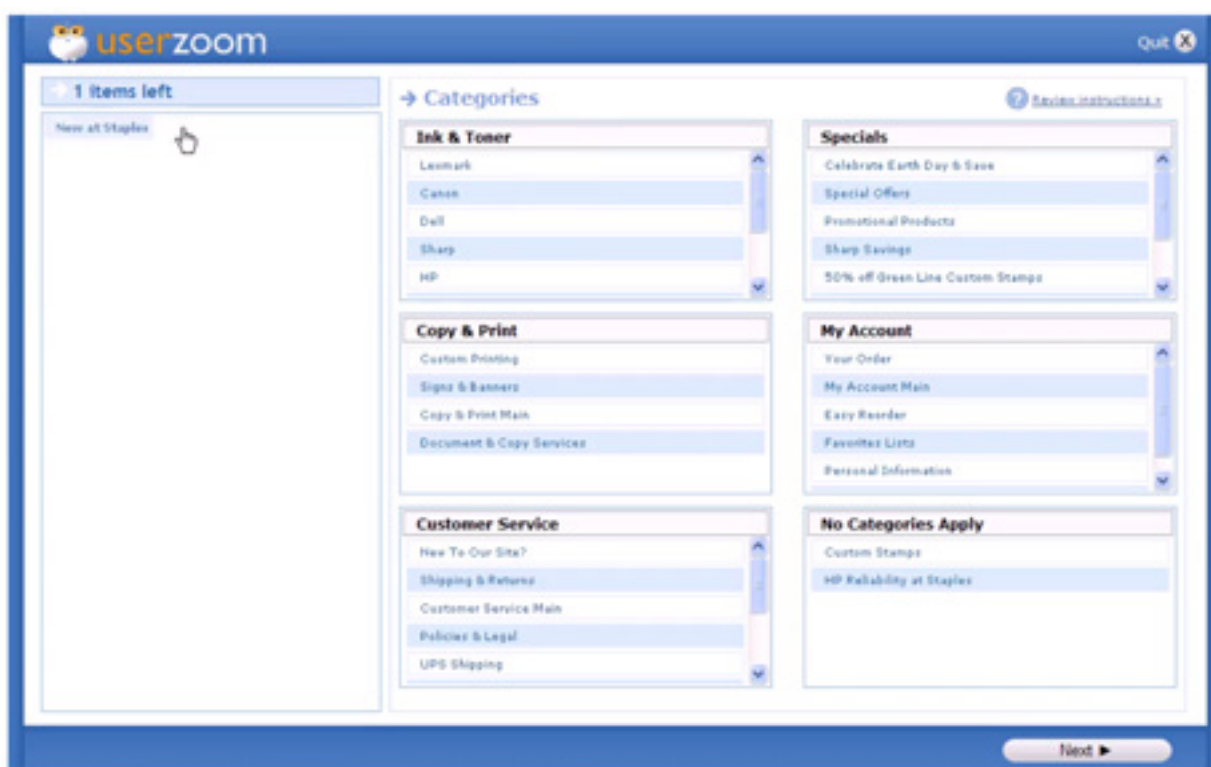 userzoom
Quit X
1 items left
New at Staples
Categories
? Review instructions »
Ink & Toner
Lexmark
Canon
Dell
Sharp
HP
Specials
Celebrate Earth Day & Save
Special Offers
Promotional Products
Sharp Savings
50% off Green Line Custom Stamps
Copy & Print
Custom Printing
Signs & Banners
Copy & Print Main
Document & Copy Services
My Account
Your Order
My Account Main
Easy Reorder
Favorites Lists
Personal Information
Customer Service
New To Our Site?
Shipping & Returns
Customer Service Main
Policies & Legal
UPS Shipping
No Categories Apply
Custom Stamps
HP Reliability at Staples
Next